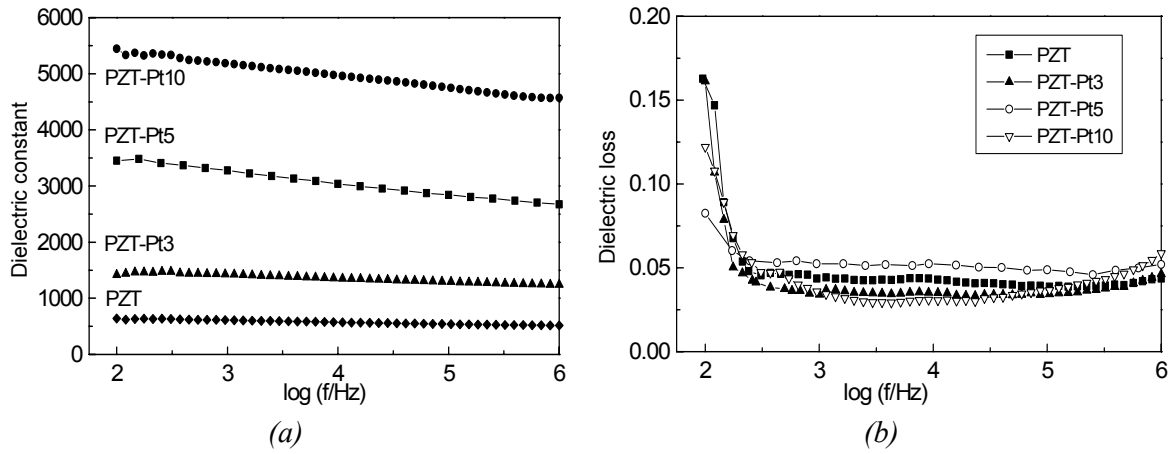 6000
5000
4000
3000
2000
1000
0
Dielectric constant
PZT-Pt10
PZT-Pt5
PZT-Pt3
PZT
2 3 4 5 6
log (f/Hz)
(a)
0.20
0.15
0.10
0.05
0.00
Dielectric loss
PZT
PZT-Pt3
PZT-Pt5
PZT-Pt10
2 3 4 5 6
log (f/Hz)
(b)